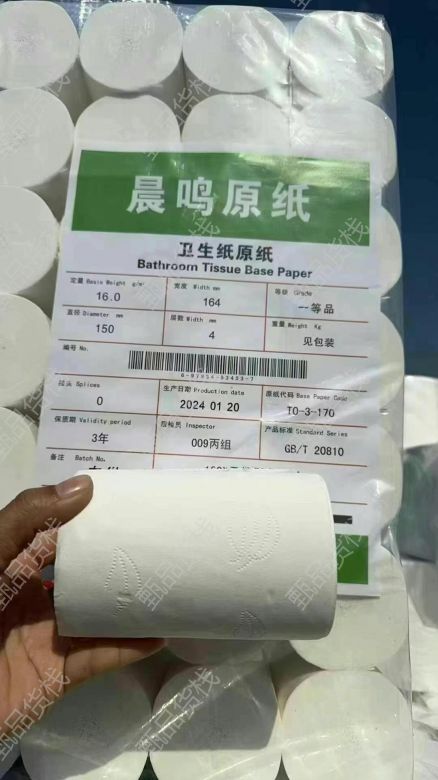 晨鸣原纸
卫生纸原纸
Bathroom Tissue Base Paper
定量 Basis Weight g/m² 宽度 Width mm 等级 Grade
16.0 164 一等品
直径 Diameter mm 层数 Width mm 重量 Weight Kg
150 4 见包装
编号 No.
接头 Splices 生产日期 Production date 原纸代码 Base Paper Code
0 2024 01 20 TO-3-170
保质期 Validity period 检验员 Inspector 产品标准 Standard Series
3年 009丙组 GB/T 20810
备注 Batch No.
甄品货栈